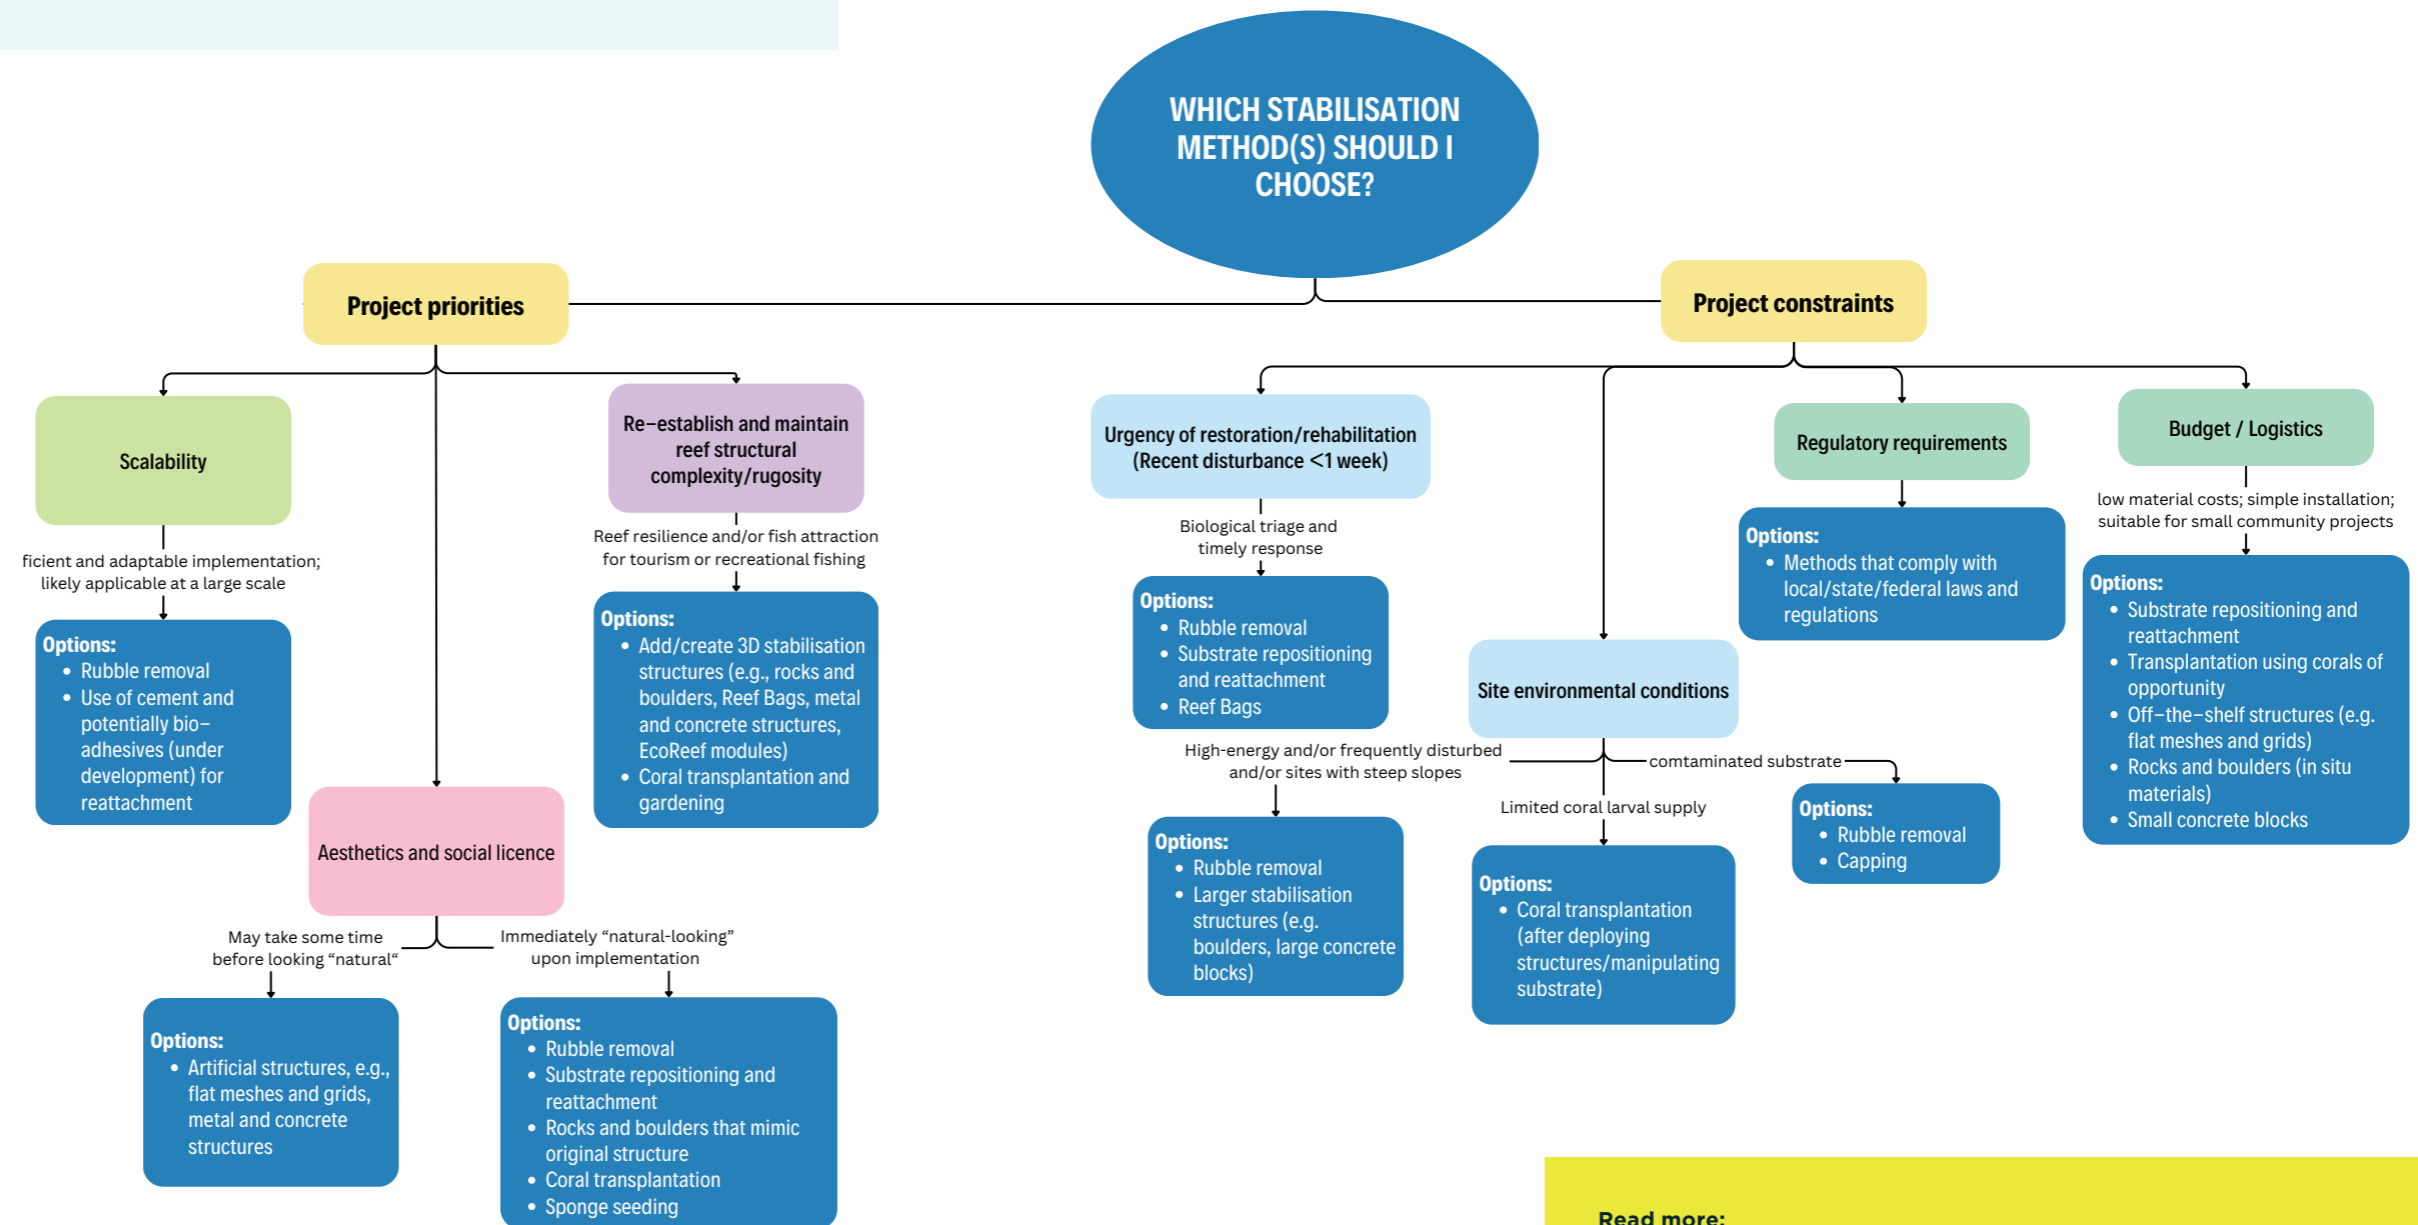 WHICH STABILISATION
METHOD(S) SHOULD I
CHOOSE?
Project priorities
Project constraints
Scalability
ficient and adaptable implementation;
likely applicable at a large scale
Options:
• Rubble removal
• Use of cement and
potentially bio-
adhesives (under
development) for
reattachment
Aesthetics and social licence
May take some time
before looking “natural“
Options:
• Artificial structures, e.g.,
flat meshes and grids,
metal and concrete
structures
Immediately “natural-looking”
upon implementation
Options:
• Rubble removal
• Substrate repositioning and
reattachment
• Rocks and boulders that mimic
original structure
• Coral transplantation
• Sponge seeding
Re-establish and maintain
reef structural
complexity/rugosity
Reef resilience and/or fish attraction
for tourism or recreational fishing
Options:
• Add/create 3D stabilisation
structures (e.g., rocks and
boulders, Reef Bags, metal
and concrete structures,
EcoReef modules)
• Coral transplantation and
gardening
Urgency of restoration/rehabilitation
(Recent disturbance <1 week)
Biological triage and
timely response
Options:
• Rubble removal
• Substrate repositioning
and reattachment
• Reef Bags
Site environmental conditions
High-energy and/or frequently disturbed
and/or sites with steep slopes
Options:
• Rubble removal
• Larger stabilisation
structures (e.g.
boulders, large concrete
blocks)
Limited coral larval supply
Options:
• Coral transplantation
(after deploying
structures/manipulating
substrate)
comtaminated substrate
Options:
• Rubble removal
• Capping
Regulatory requirements
Options:
• Methods that comply with
local/state/federal laws and
regulations
Budget / Logistics
low material costs; simple installation;
suitable for small community projects
Options:
• Substrate repositioning and
reattachment
• Transplantation using corals of
opportunity
• Off-the-shelf structures (e.g.
flat meshes and grids)
• Rocks and boulders (in situ
materials)
• Small concrete blocks
Read more: